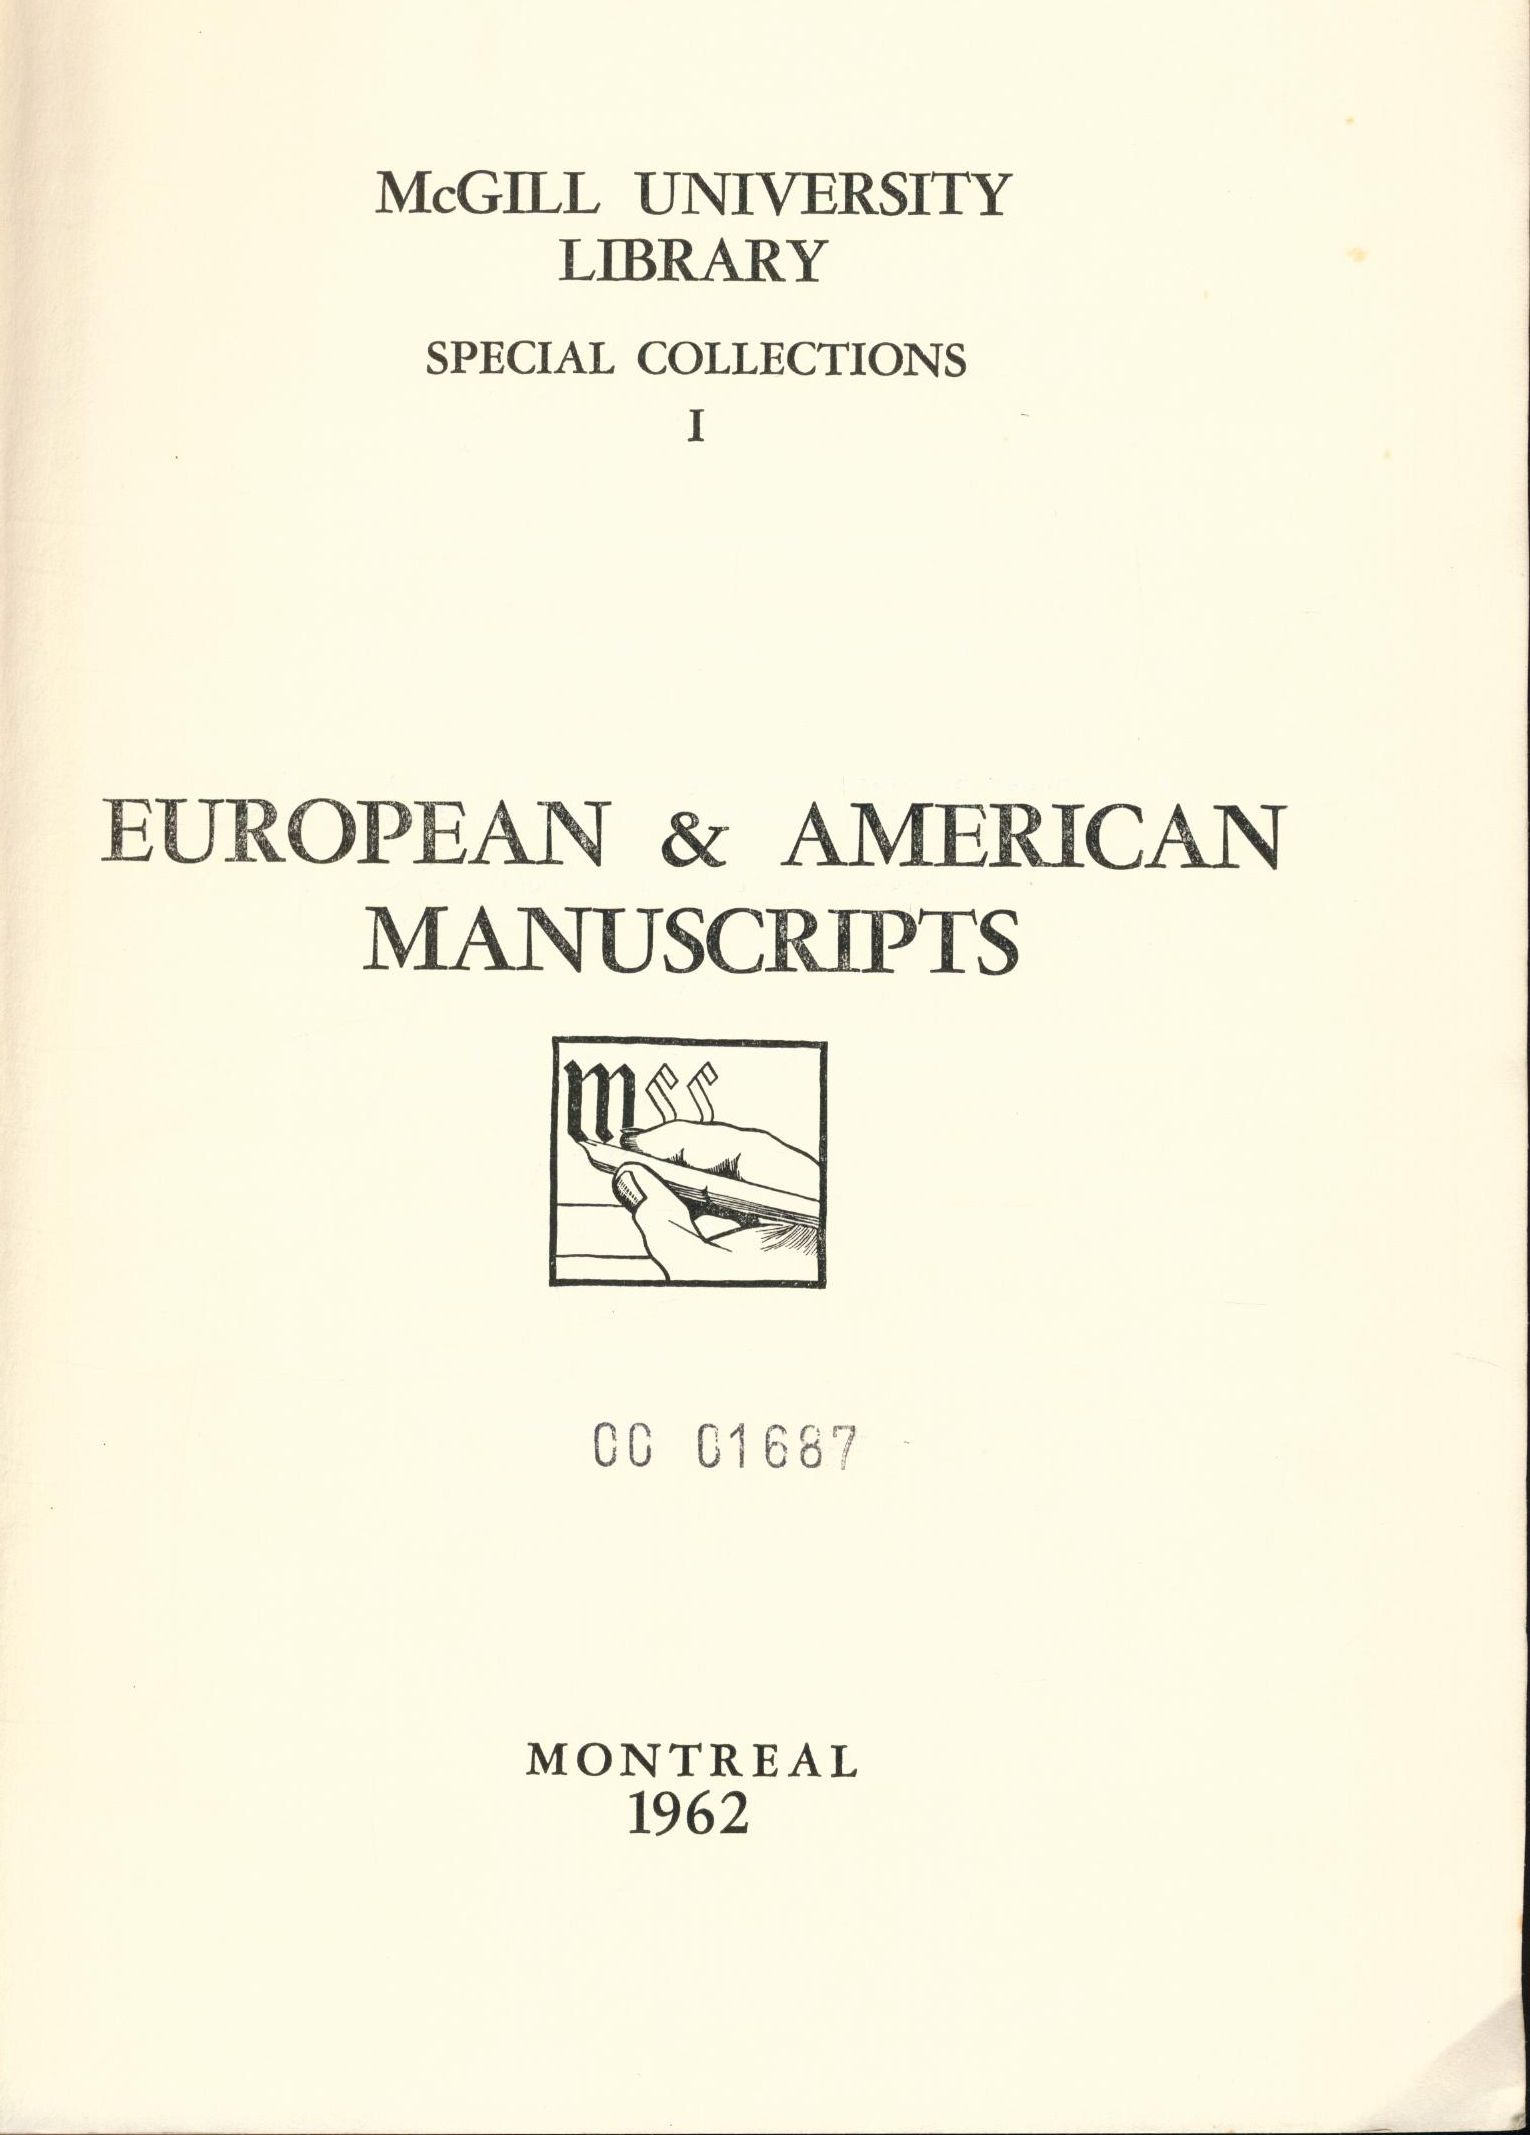 McGILL UNIVERSITY
LIBRARY
SPECIAL COLLECTIONS
I
EUROPEAN & AMERICAN
MANUSCRIPTS
mss
CC 01687
MONTREAL
1962